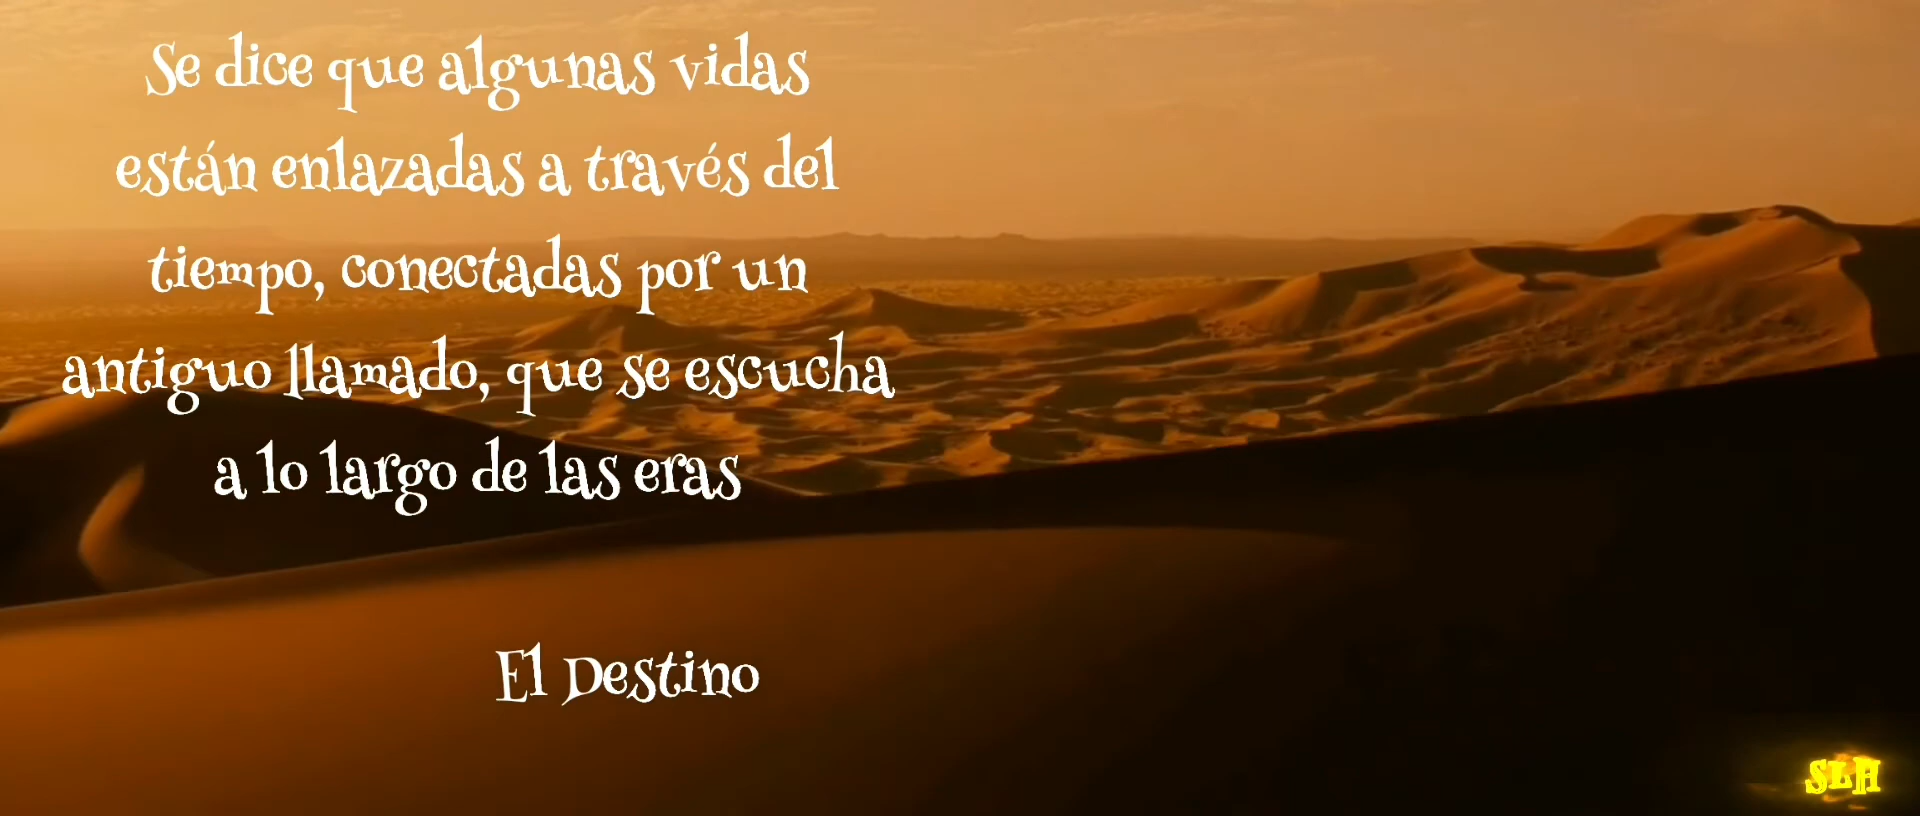 Se dice que algunas vidas
están enlazadas a través del
tiempo, conectadas por un
antiguo llamado, que se escucha
a lo largo de las eras
El Destino
SLH